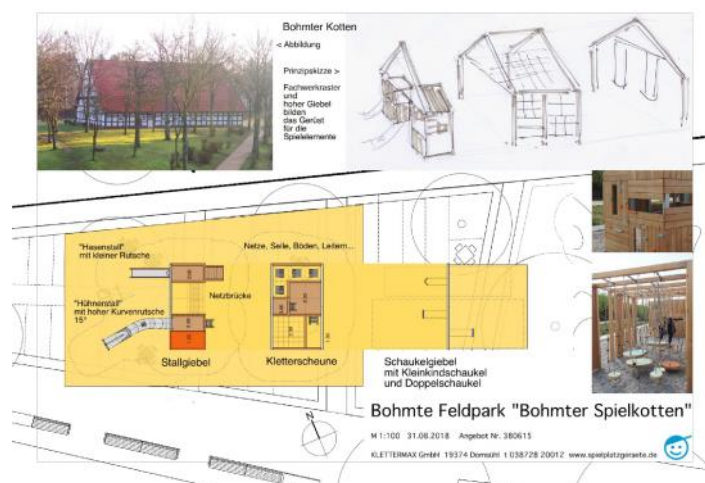 Bohmter Kotten
< Abbildung
Prinzipskizze >
Fachwerkraster
und
hoher Giebel
bilden
das Gerüst
für die
Spielelemente
"Hasenstall"
mit kleiner Rutsche
Netze, Seile, Böden, Leitern...
Netzbrücke
"Hühnerstall"
mit hoher Kurvenrutsche
15°
Stallgiebel
Kletterscheune
Schaukelgiebel
mit Kleinkindschaukel
und Doppelschaukel
Bohmte Feldpark "Bohmter Spielkotten"
M 1:100 31.08.2018 Angebot Nr. 380615
KLETTERMAX GmbH 19374 Domsühl t 038728 20012 www.spielplatzgeraete.de